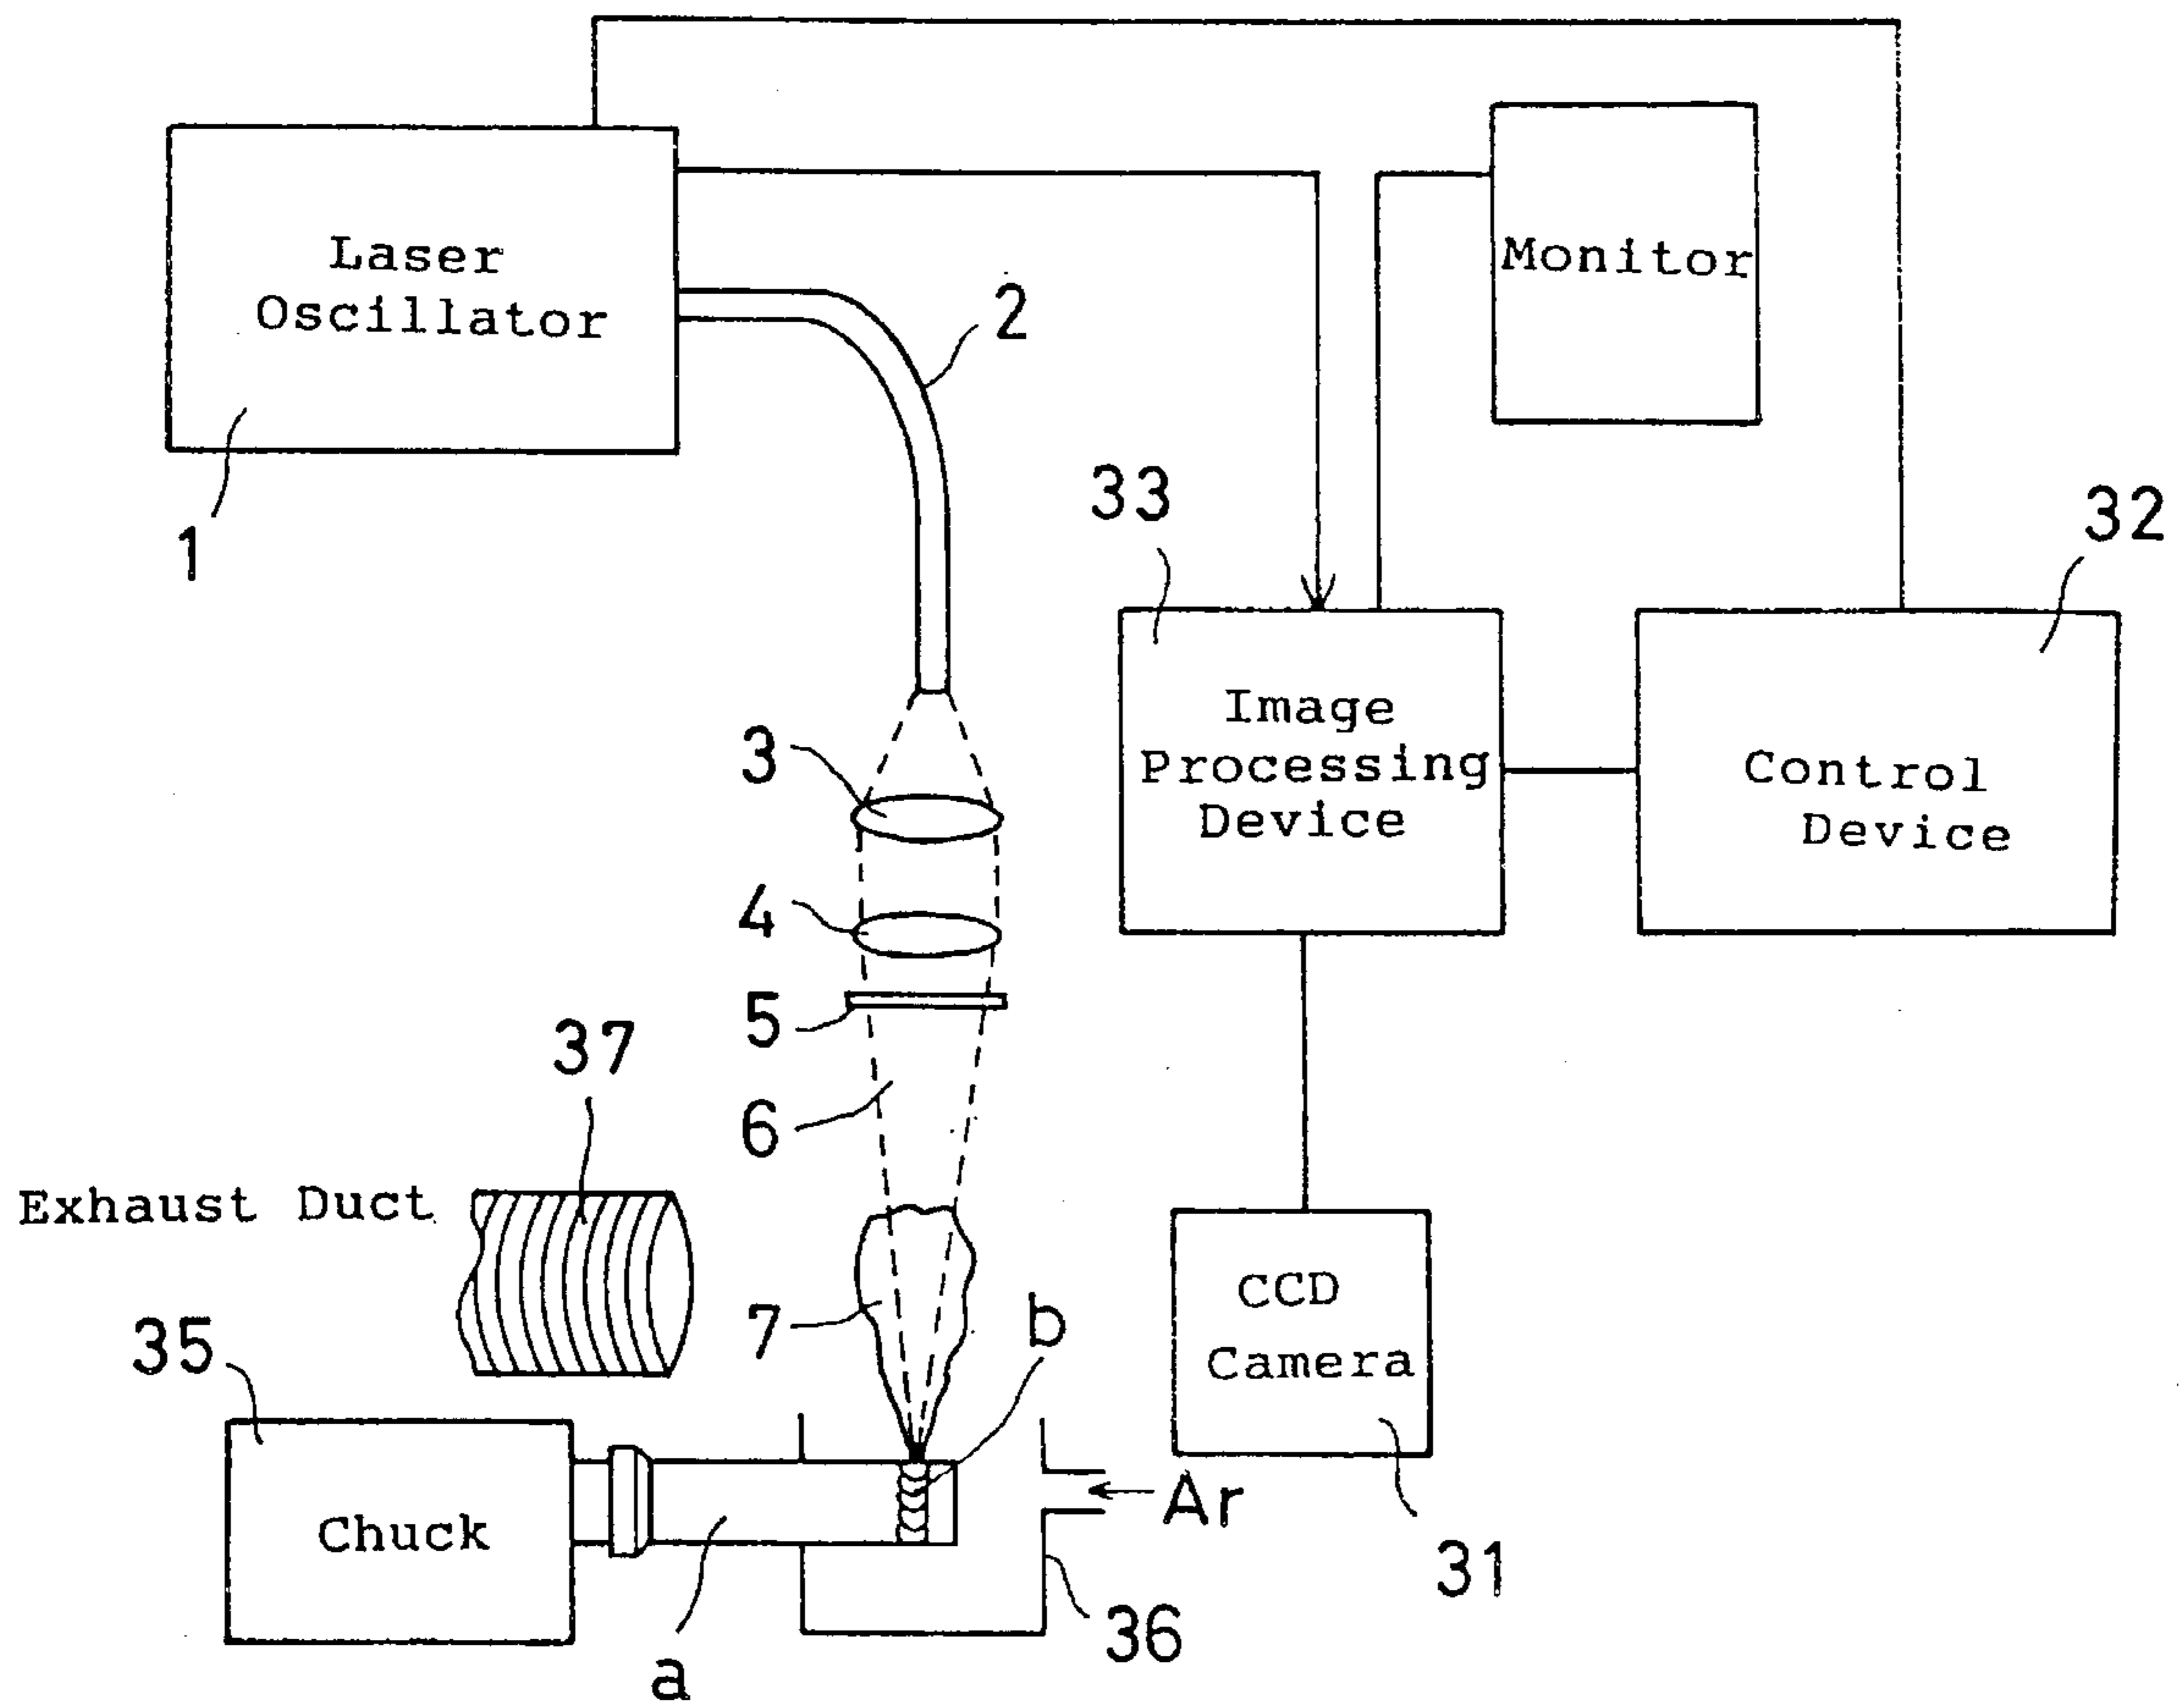 Laser
Oscillator
1
2
Monitor
33
32
Image
Processing
Device
Control
Device
3
4
5
6
37
Exhaust Duct
7
b
CCD
Camera
35
Chuck
Ar
31
36
a